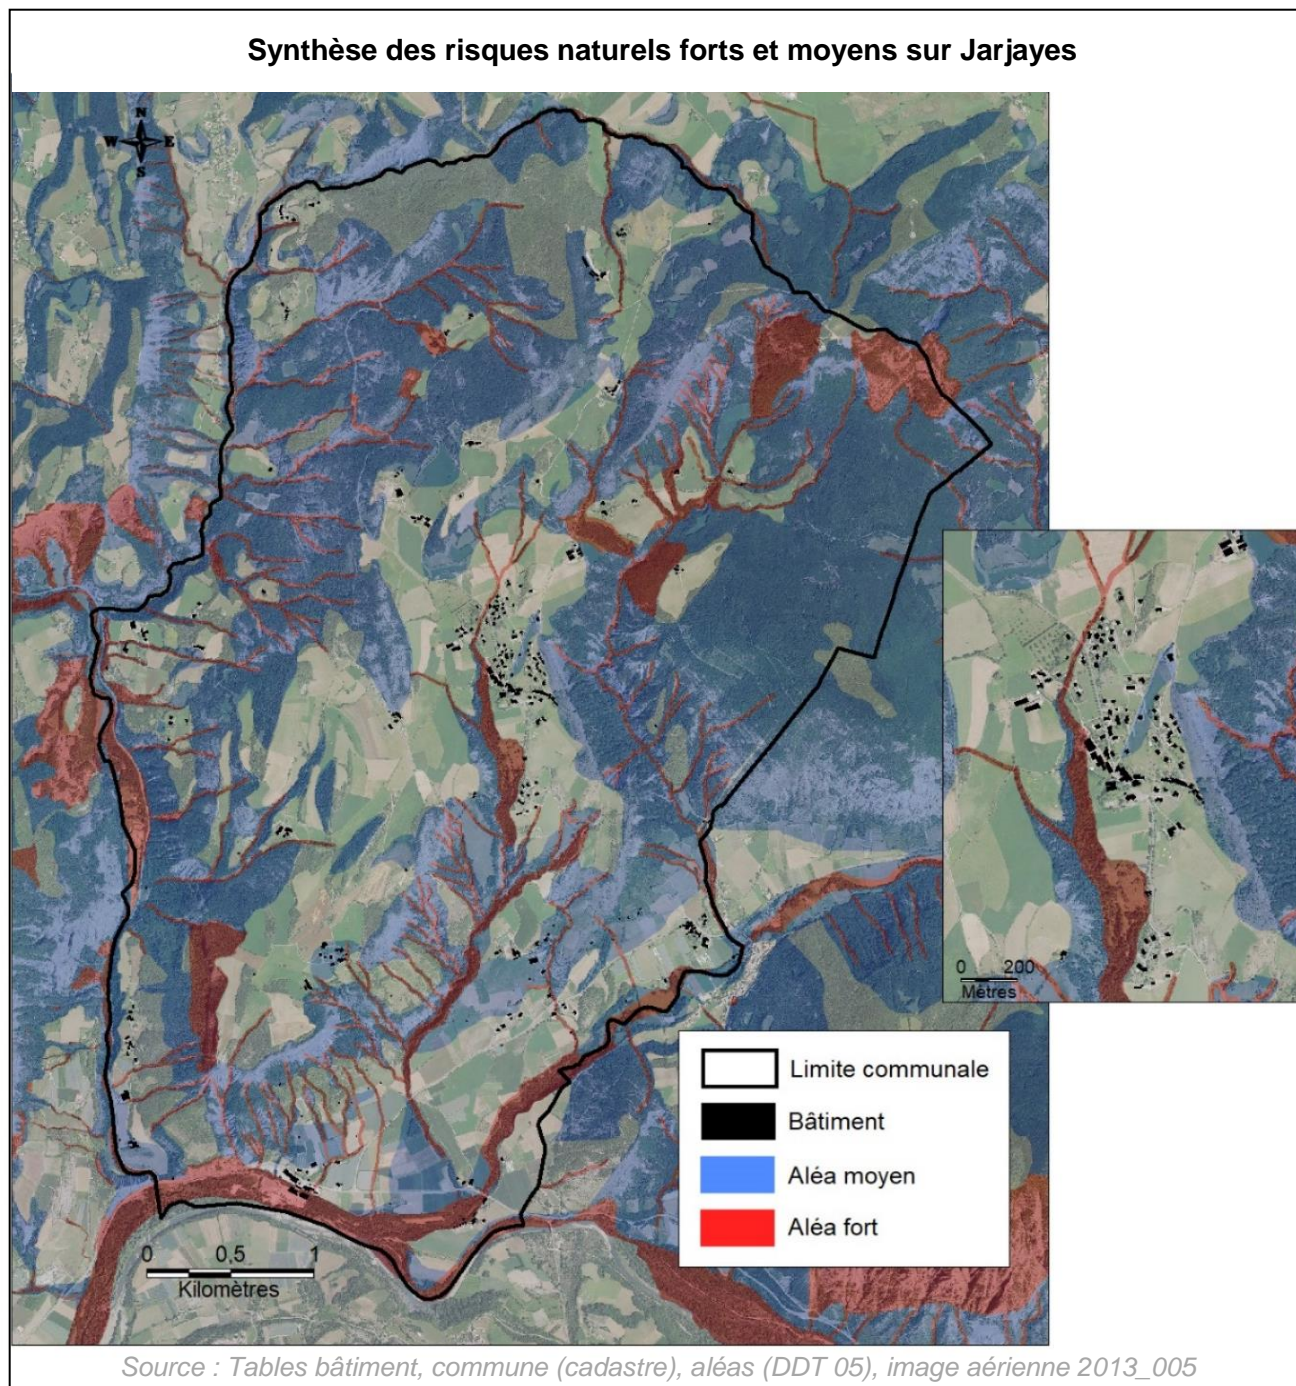 Synthèse des risques naturels forts et moyens sur Jarjayes
N
W E
S
0 200
Mètres
Limite communale
Bâtiment
Aléa moyen
Aléa fort
0 0,5 1
Kilomètres
Source : Tables bâtiment, commune (cadastre), aléas (DDT 05), image aérienne 2013_005